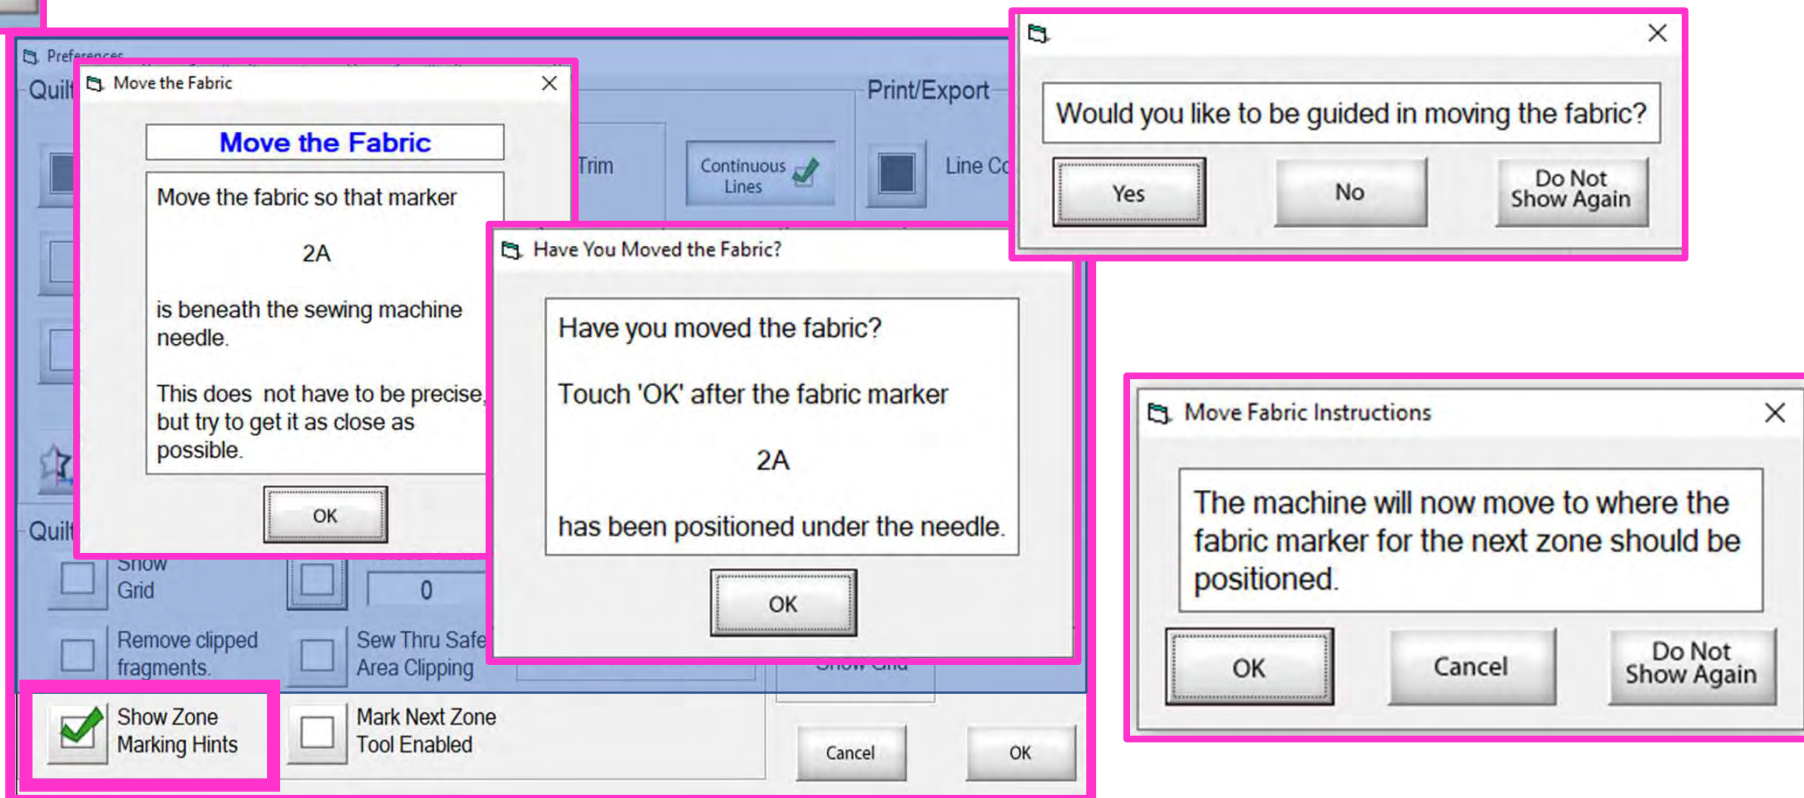 Preferences
Quilt
Print/Export
Trim
Continuous
Lines
Line Co
Move the Fabric
Move the Fabric
Move the fabric so that marker
2A
is beneath the sewing machine
needle.
This does  not have to be precise,
but try to get it as close as
possible.
OK
Have You Moved the Fabric?
Have you moved the fabric?
Touch 'OK' after the fabric marker
2A
has been positioned under the needle.
OK
Would you like to be guided in moving the fabric?
Yes
No
Do Not
Show Again
Move Fabric Instructions
The machine will now move to where the
fabric marker for the next zone should be
positioned.
OK
Cancel
Do Not
Show Again
Quilt
Show
Grid
0
Remove clipped
fragments.
Sew Thru Safe
Area Clipping
Show Grid
Show Zone
Marking Hints
Mark Next Zone
Tool Enabled
Cancel
OK